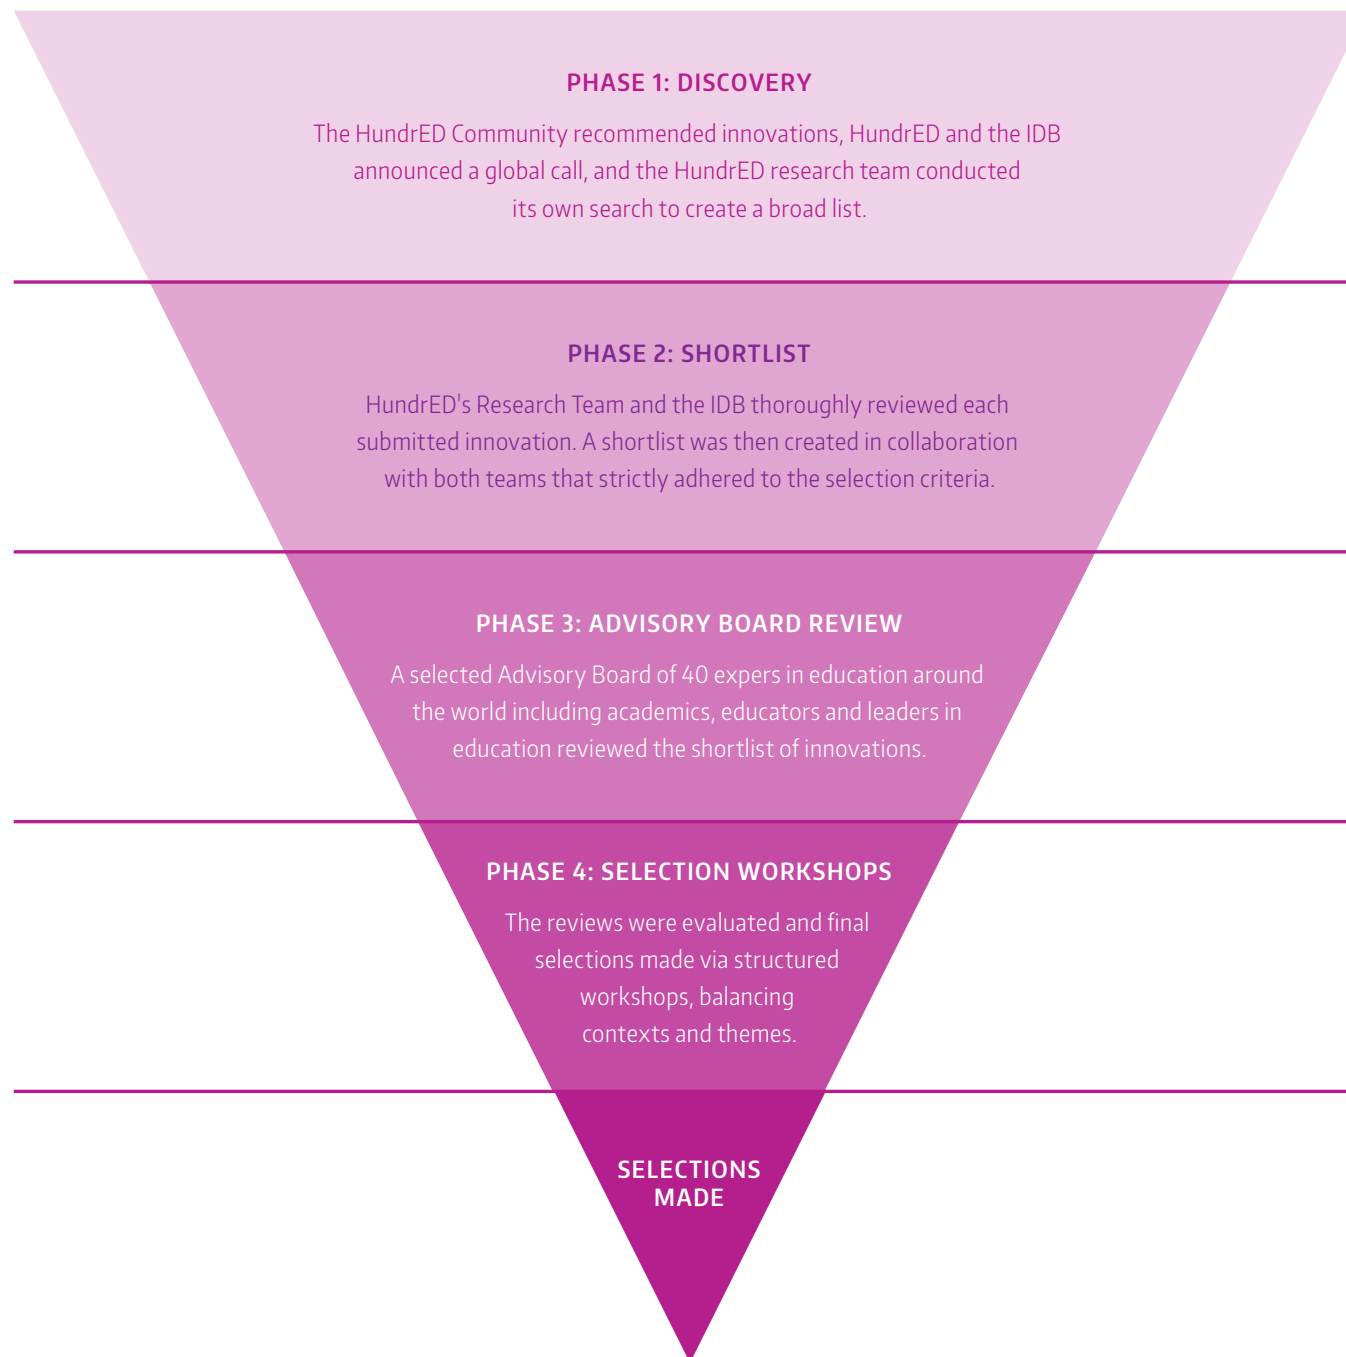 PHASE 1: DISCOVERY
The HundrED Community recommended innovations, HundrED and the IDB
announced a global call, and the HundrED research team conducted
its own search to create a broad list.
PHASE 2: SHORTLIST
HundrED's Research Team and the IDB thoroughly reviewed each
submitted innovation. A shortlist was then created in collaboration
with both teams that strictly adhered to the selection criteria.
PHASE 3: ADVISORY BOARD REVIEW
A selected Advisory Board of 40 expers in education around
the world including academics, educators and leaders in
education reviewed the shortlist of innovations.
PHASE 4: SELECTION WORKSHOPS
The reviews were evaluated and final
selections made via structured
workshops, balancing
contexts and themes.
SELECTIONS
MADE